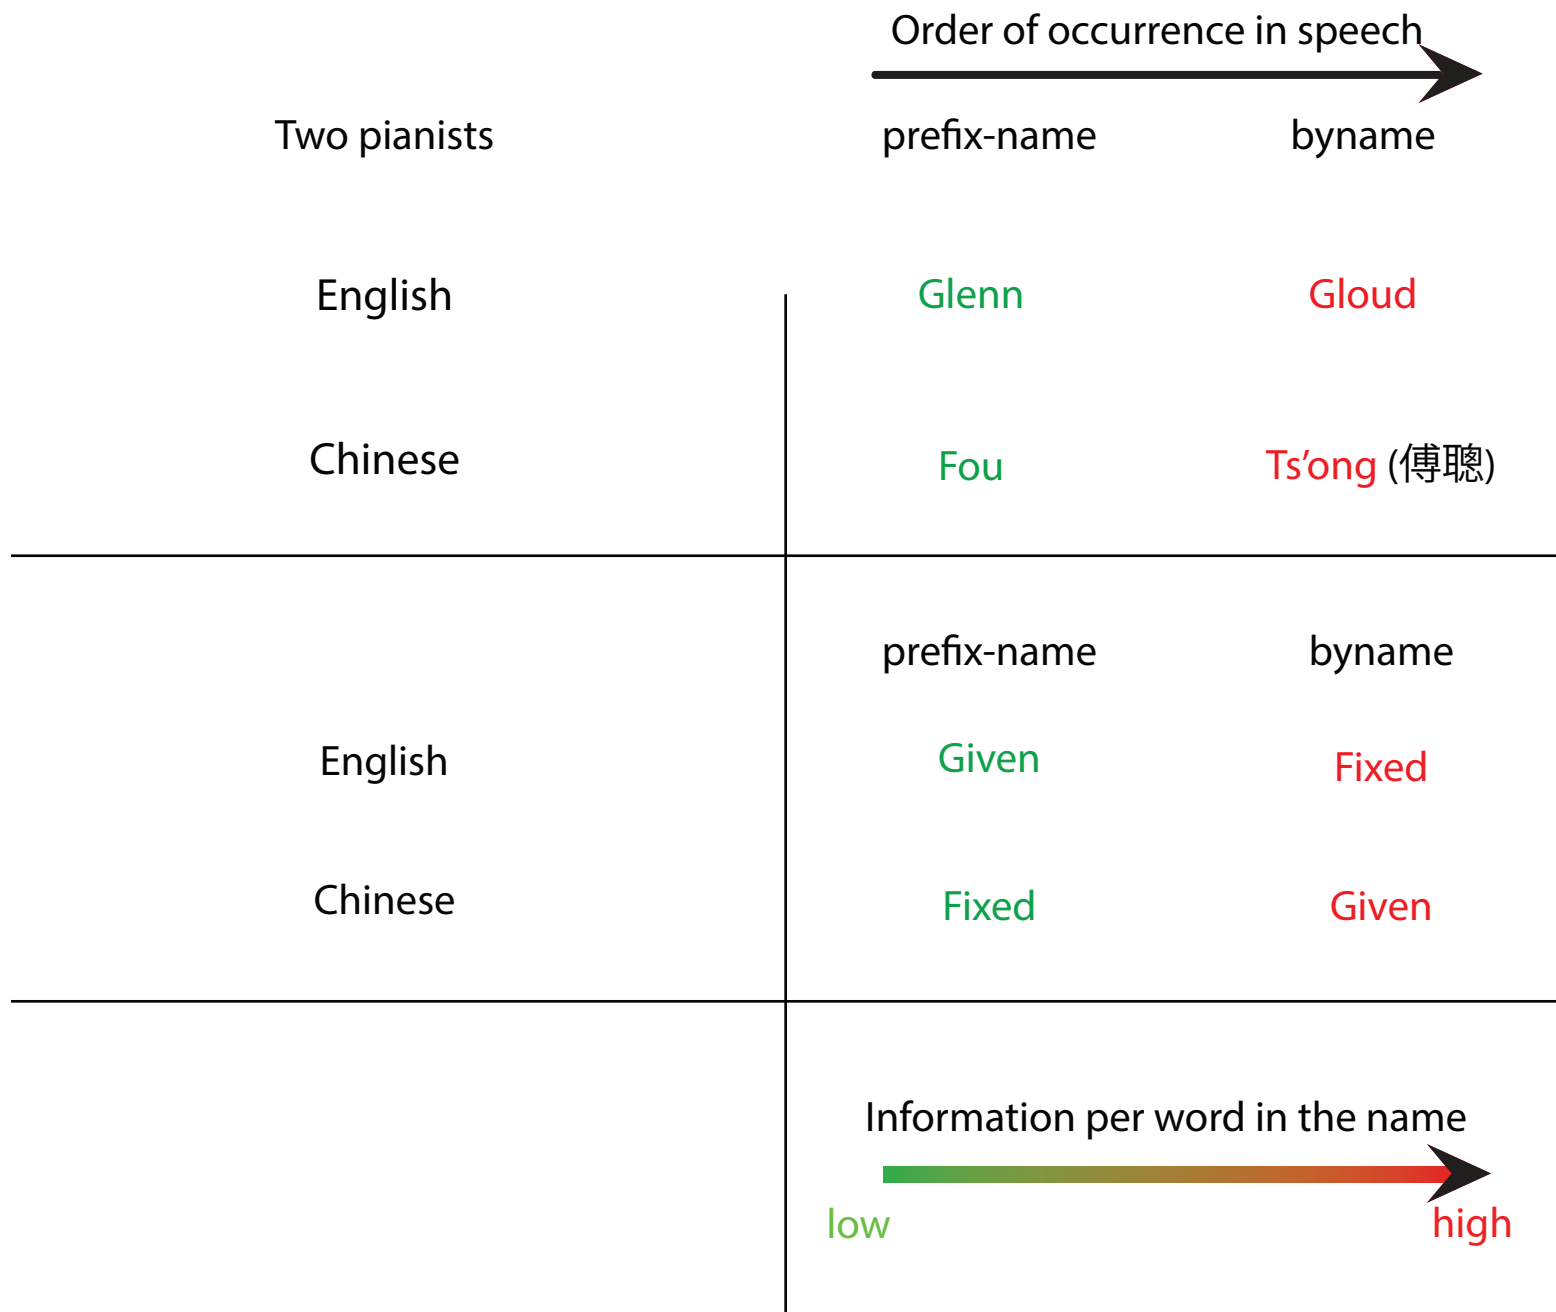 Order of occurrence in speech
Two pianists prefix-name byname
English Glenn Gloud
Chinese Fou Ts’ong (傅聰)
prefix-name byname
English Given Fixed
Chinese Fixed Given
Information per word in the name
low high